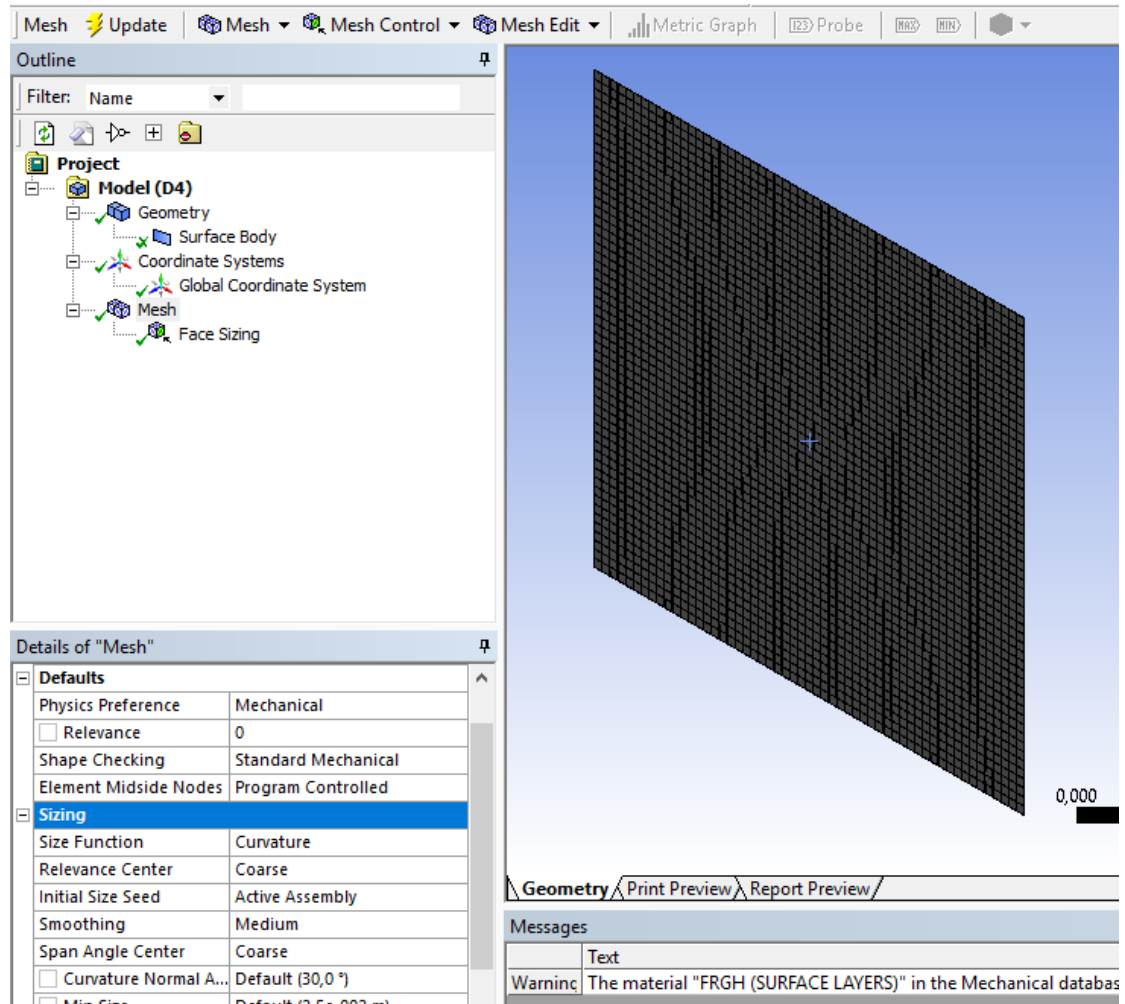 Mesh Update Mesh Mesh Control Mesh Edit Metric Graph Probe MAX MIN
Outline
Filter: Name
Project
Model (D4)
Geometry
Surface Body
Coordinate Systems
Global Coordinate System
Mesh
Face Sizing
Details of "Mesh"
Defaults
Physics Preference Mechanical
Relevance 0
Shape Checking Standard Mechanical
Element Midside Nodes Program Controlled
Sizing
Size Function Curvature
Relevance Center Coarse
Initial Size Seed Active Assembly
Smoothing Medium
Span Angle Center Coarse
Curvature Normal A... Default (30,0 °)
0,000
Geometry Print Preview Report Preview
Messages
Text
Warning The material "FRGH (SURFACE LAYERS)" in the Mechanical databas